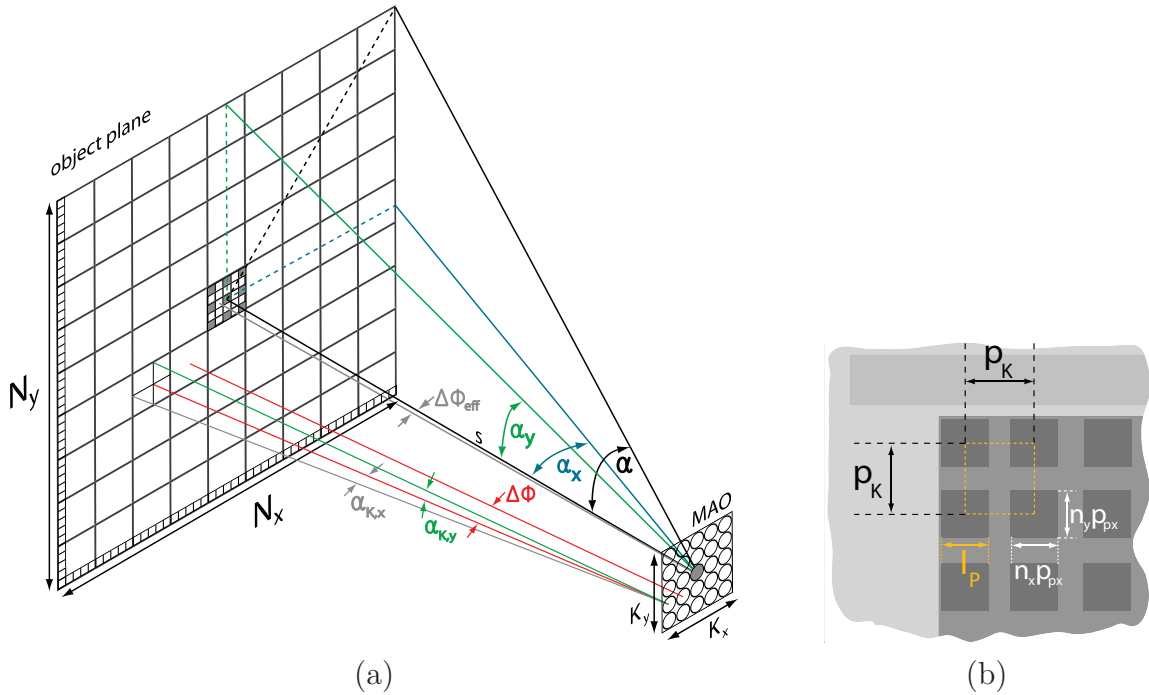 object plane
N_y
N_x
ΔΦ_eff
s
α_y
α_x
α
ΔΦ
α_K,x
α_K,y
MAO
K_y
K_x
(a)
p_K
p_K
n_y p_px
l_P
n_x p_px
(b)